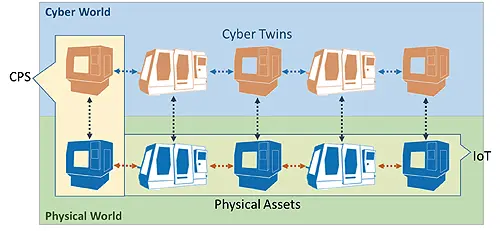 Cyber World
Cyber Twins
CPS
IoT
Physical Assets
Physical World